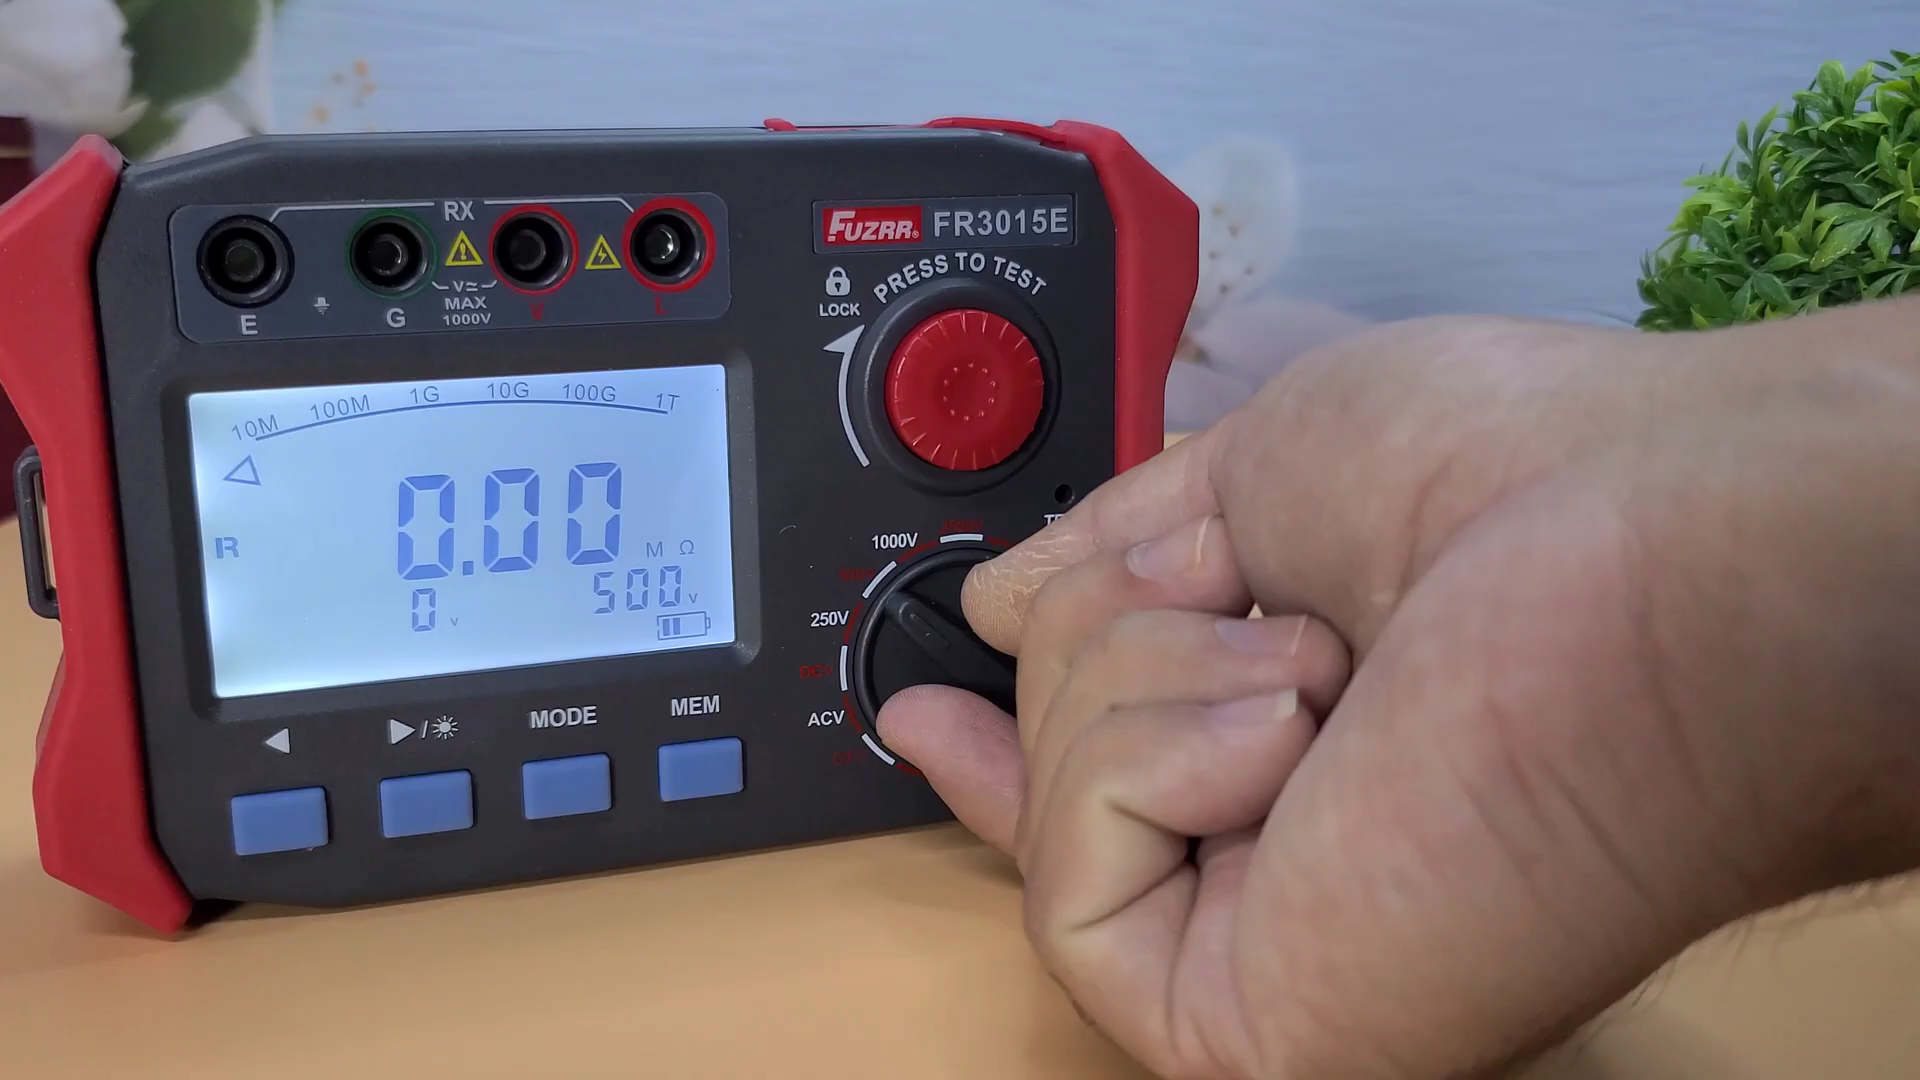 RX
FUZRR® FR3015E
PRESS TO TEST
LOCK
V≂
MAX
1000V
E
G
V
L
10M 100M 1G 10G 100G 1T
IR
0.00
M Ω
0 v
500 v
1000V
250V
DCV
ACV
MODE
MEM